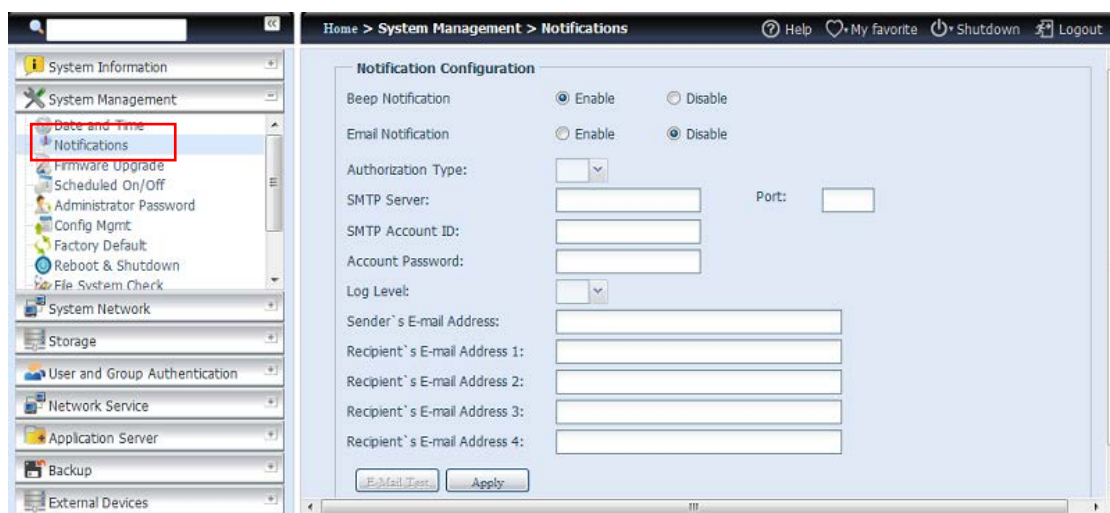 Home > System Management > Notifications
Help My favorite Shutdown Logout
System Information
System Management
Date and Time
Notifications
Firmware Upgrade
Scheduled On/Off
Administrator Password
Config Mgmt
Factory Default
Reboot & Shutdown
File System Check
System Network
Storage
User and Group Authentication
Network Service
Application Server
Backup
External Devices
Notification Configuration
Beep Notification Enable Disable
Email Notification Enable Disable
Authorization Type:
SMTP Server: Port:
SMTP Account ID:
Account Password:
Log Level:
Sender`s E-mail Address:
Recipient`s E-mail Address 1:
Recipient`s E-mail Address 2:
Recipient`s E-mail Address 3:
Recipient`s E-mail Address 4:
E-Mail Test Apply